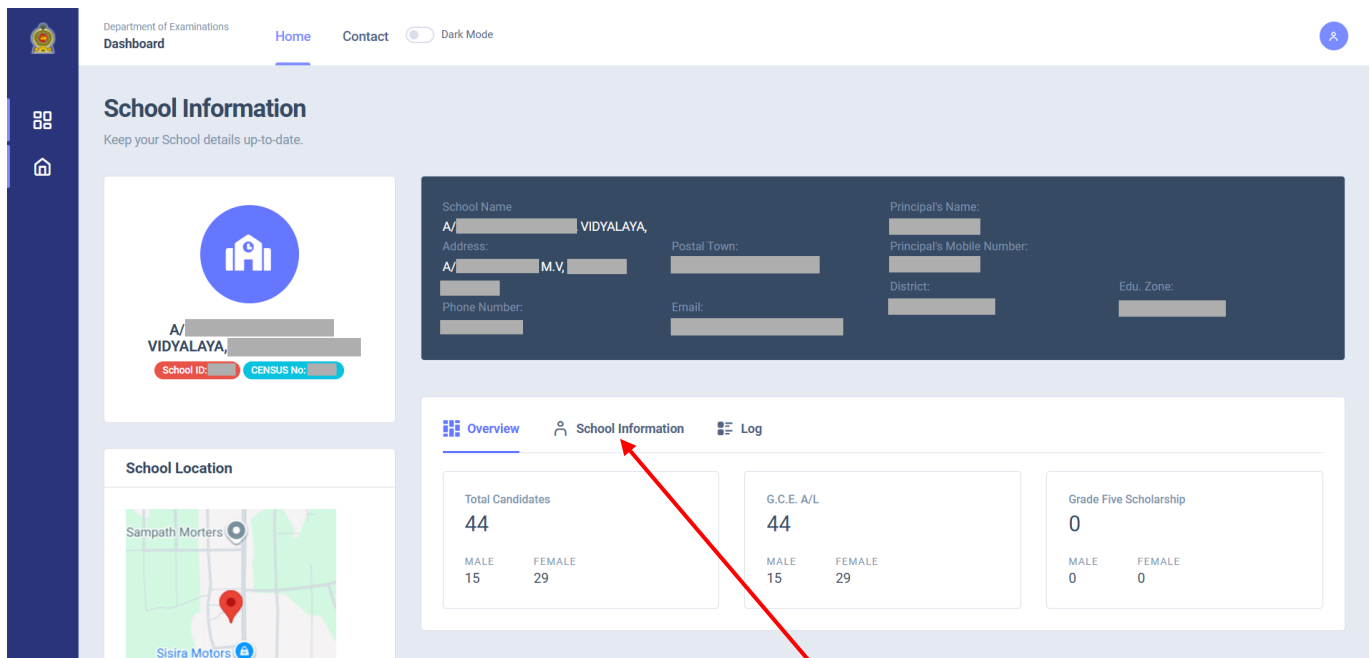 Department of Examinations
Dashboard
Home
Contact
Dark Mode
School Information
Keep your School details up-to-date.
A/
VIDYALAYA,
School ID:
CENSUS No:
School Name
A/ VIDYALAYA,
Address:
A/ M.V,
Phone Number:
Postal Town:
Email:
Principal's Name:
Principal's Mobile Number:
District:
Edu. Zone:
Overview
School Information
Log
Total Candidates
44
MALE FEMALE
15 29
G.C.E. A/L
44
MALE FEMALE
15 29
Grade Five Scholarship
0
MALE FEMALE
0 0
School Location
Sampath Morters
Sisira Motors